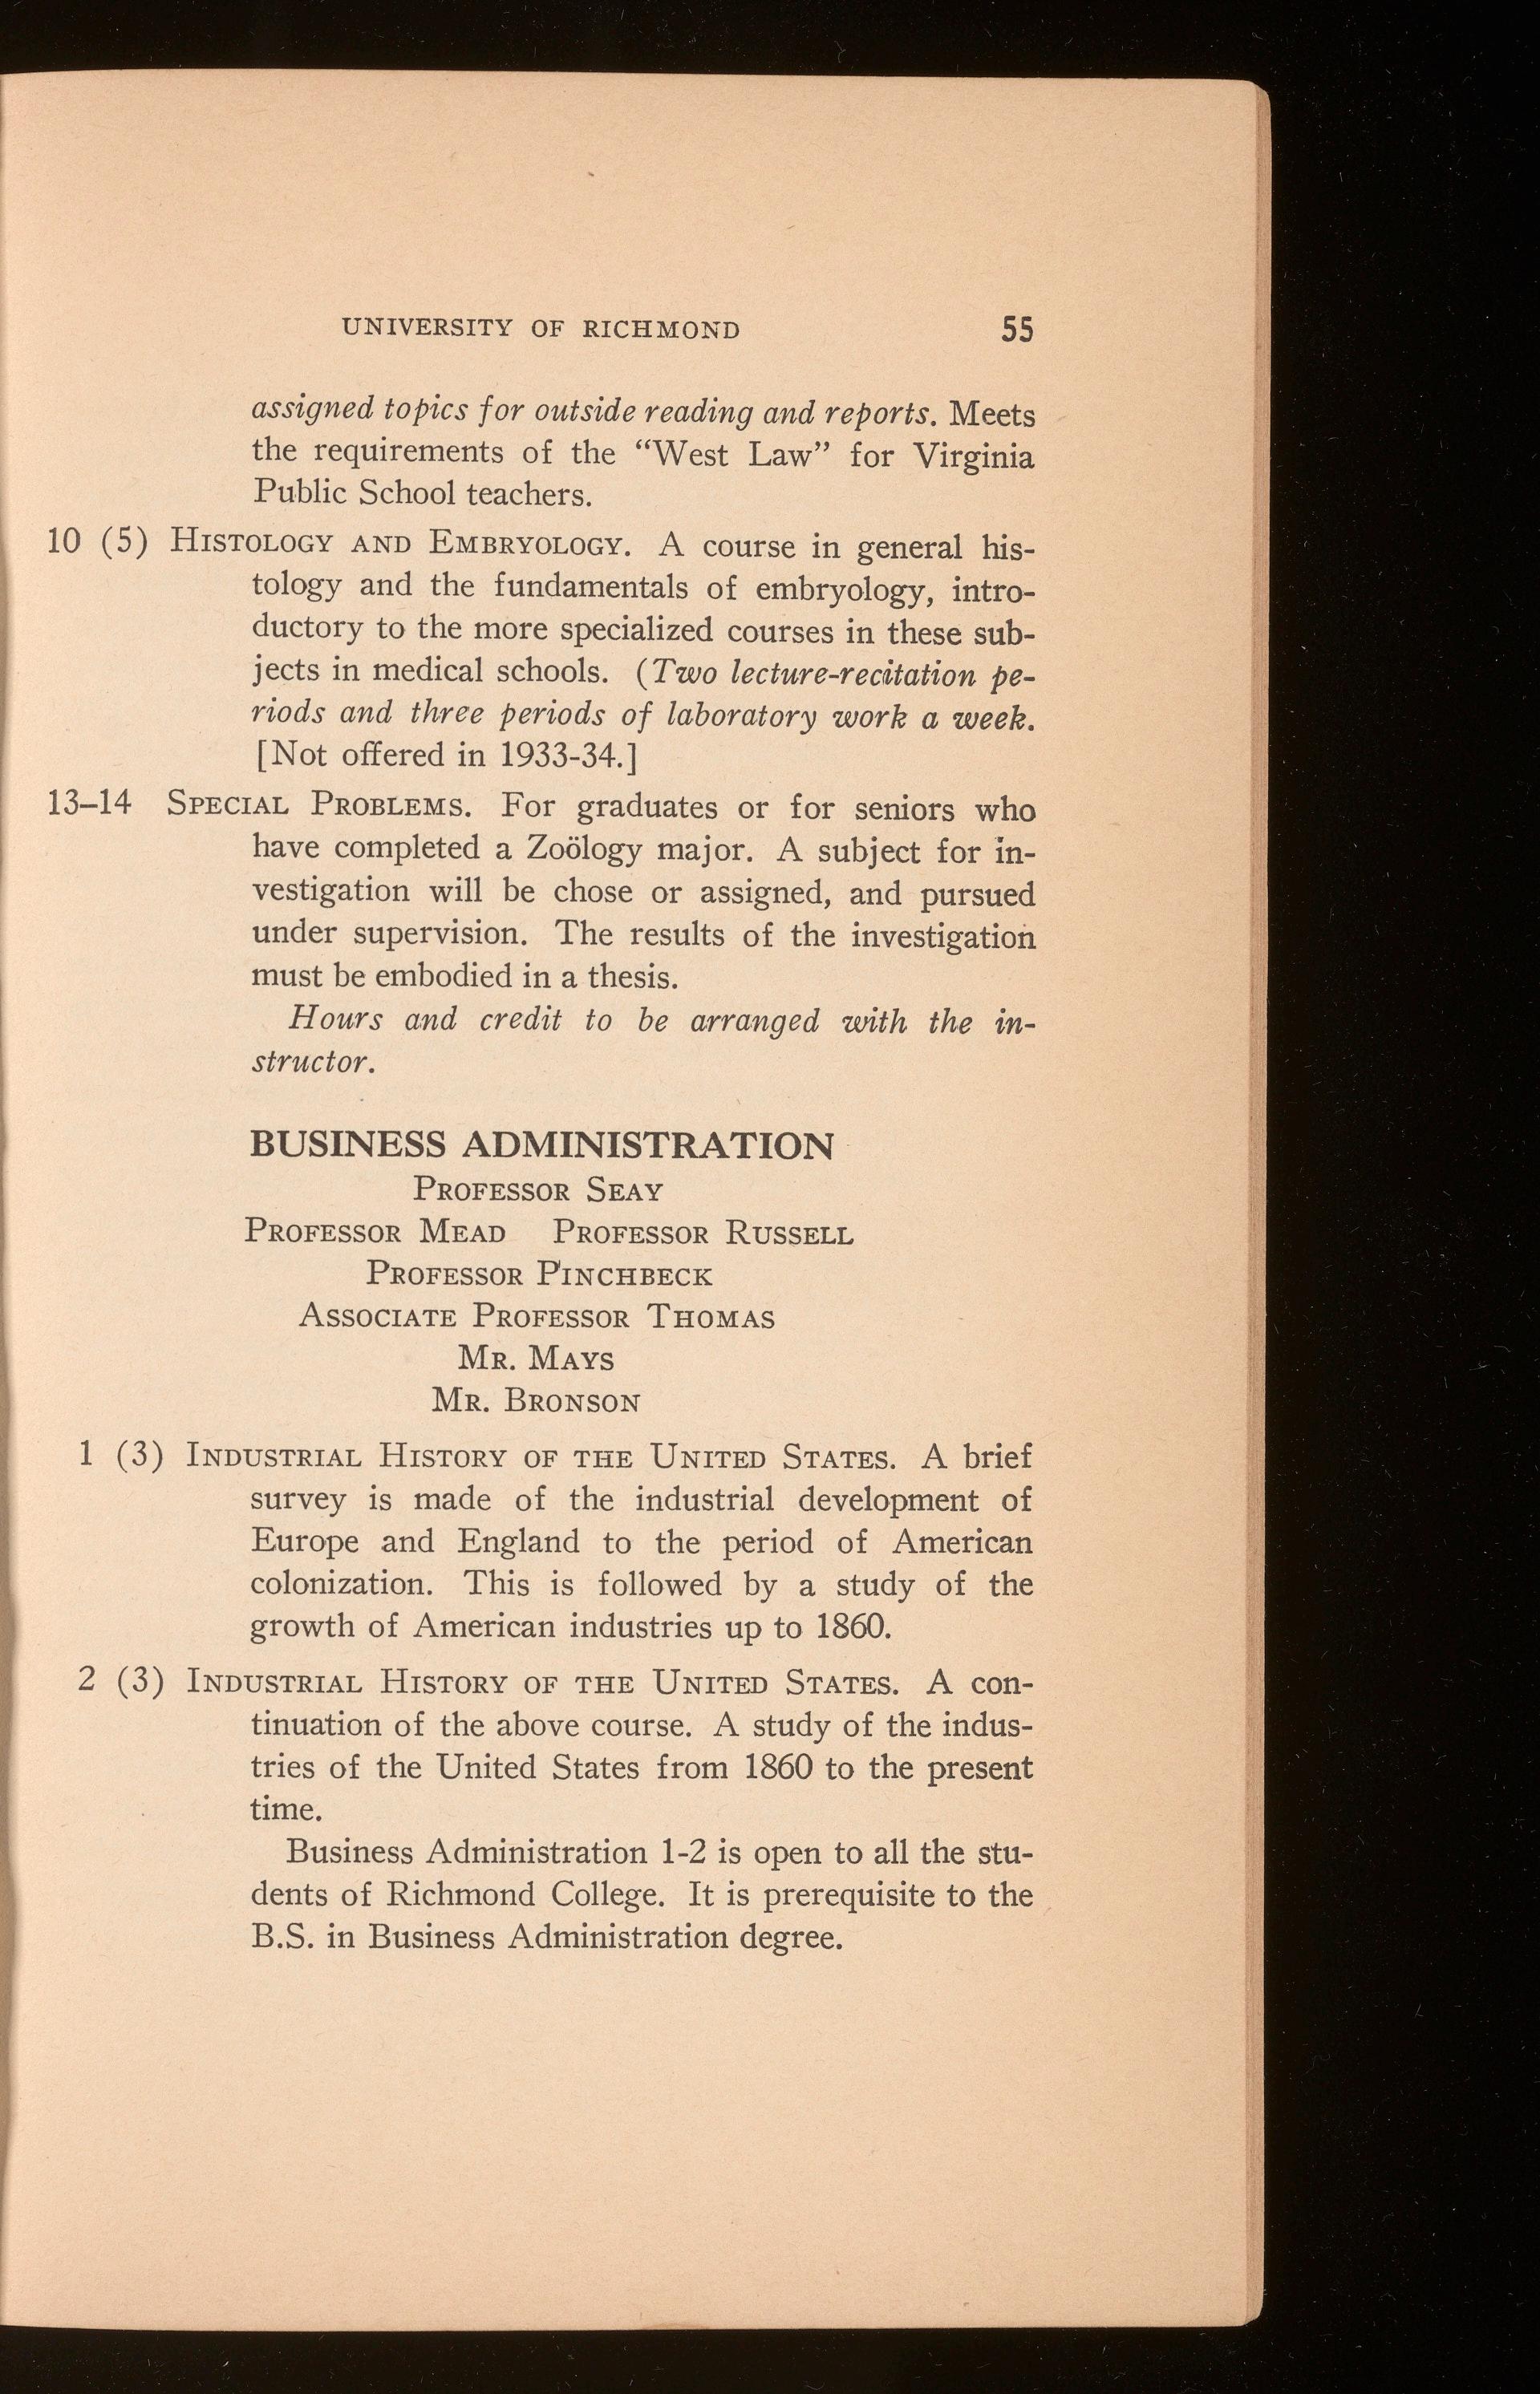 UNIVERSITY OF RICHMOND 55
assigned topics for outside reading and reports. Meets
the requirements of the “West Law” for Virginia
Public School teachers.
10 (5) HISTOLOGY AND EMBRYOLOGY. A course in general his-
tology and the fundamentals of embryology, intro-
ductory to the more specialized courses in these sub-
jects in medical schools. (Two lecture-recitation pe-
riods and three periods of laboratory work a week.
[Not offered in 1933-34.]
13–14 SPECIAL PROBLEMS. For graduates or for seniors who
have completed a Zoölogy major. A subject for in-
vestigation will be chose or assigned, and pursued
under supervision. The results of the investigation
must be embodied in a thesis.
Hours and credit to be arranged with the in-
structor.
BUSINESS ADMINISTRATION
PROFESSOR SEAY
PROFESSOR MEAD PROFESSOR RUSSELL
PROFESSOR PINCHBECK
ASSOCIATE PROFESSOR THOMAS
MR. MAYS
MR. BRONSON
1 (3) INDUSTRIAL HISTORY OF THE UNITED STATES. A brief
survey is made of the industrial development of
Europe and England to the period of American
colonization. This is followed by a study of the
growth of American industries up to 1860.
2 (3) INDUSTRIAL HISTORY OF THE UNITED STATES. A con-
tinuation of the above course. A study of the indus-
tries of the United States from 1860 to the present
time.
Business Administration 1-2 is open to all the stu-
dents of Richmond College. It is prerequisite to the
B.S. in Business Administration degree.